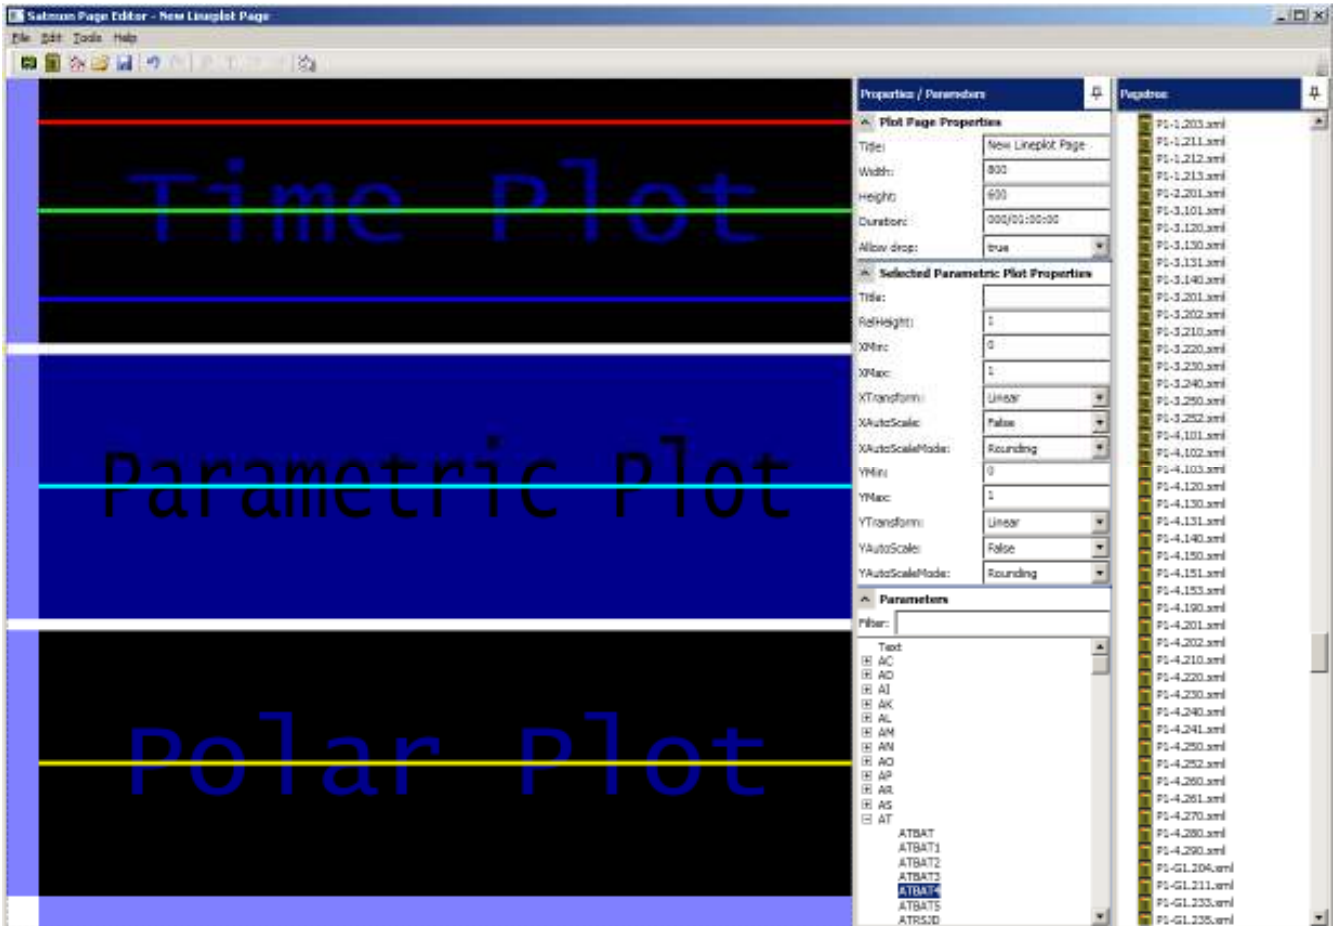 Satmon Page Editor - New Lineplot Page
File Edit Tools Help
Time Plot
Parametric Plot
Polar Plot
Properties / Parameters
Plot Page Properties
Title: New Lineplot Page
Width: 800
Height: 600
Duration: 000/01:00:00
Allow drop: true
Selected Parametric Plot Properties
Title:
RelHeight: 1
XMin: 0
XMax: 1
XTransform: Linear
XAutoScale: False
XAutoScaleMode: Rounding
YMin: 0
YMax: 1
YTransform: Linear
YAutoScale: False
YAutoScaleMode: Rounding
Parameters
Filter:
Text
AC
AD
AI
AK
AL
AM
AN
AO
AP
AR
AS
AT
ATBAT
ATBAT1
ATBAT2
ATBAT3
ATBAT4
ATBAT5
ATRSJD
Pagetree
P1-1.203.xml
P1-1.211.xml
P1-1.212.xml
P1-1.213.xml
P1-2.201.xml
P1-3.101.xml
P1-3.120.xml
P1-3.130.xml
P1-3.131.xml
P1-3.140.xml
P1-3.201.xml
P1-3.202.xml
P1-3.210.xml
P1-3.220.xml
P1-3.230.xml
P1-3.240.xml
P1-3.250.xml
P1-3.252.xml
P1-4.101.xml
P1-4.102.xml
P1-4.103.xml
P1-4.120.xml
P1-4.130.xml
P1-4.131.xml
P1-4.140.xml
P1-4.150.xml
P1-4.151.xml
P1-4.153.xml
P1-4.190.xml
P1-4.201.xml
P1-4.202.xml
P1-4.210.xml
P1-4.220.xml
P1-4.230.xml
P1-4.240.xml
P1-4.241.xml
P1-4.250.xml
P1-4.252.xml
P1-4.260.xml
P1-4.261.xml
P1-4.270.xml
P1-4.280.xml
P1-4.290.xml
P1-G1.204.xml
P1-G1.211.xml
P1-G1.233.xml
P1-G1.235.xml